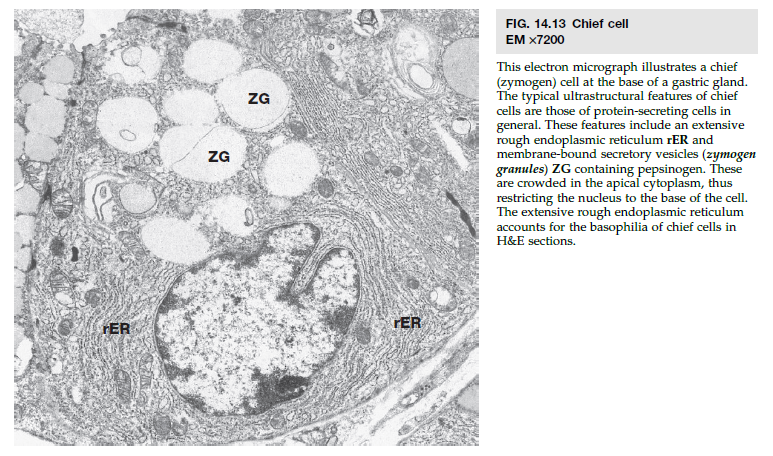 ZG
ZG
rER
rER
FIG. 14.13 Chief cell
EM ×7200
This electron micrograph illustrates a chief
(zymogen) cell at the base of a gastric gland.
The typical ultrastructural features of chief
cells are those of protein-secreting cells in
general. These features include an extensive
rough endoplasmic reticulum rER and
membrane-bound secretory vesicles (zymogen
granules) ZG containing pepsinogen. These
are crowded in the apical cytoplasm, thus
restricting the nucleus to the base of the cell.
The extensive rough endoplasmic reticulum
accounts for the basophilia of chief cells in
H&E sections.